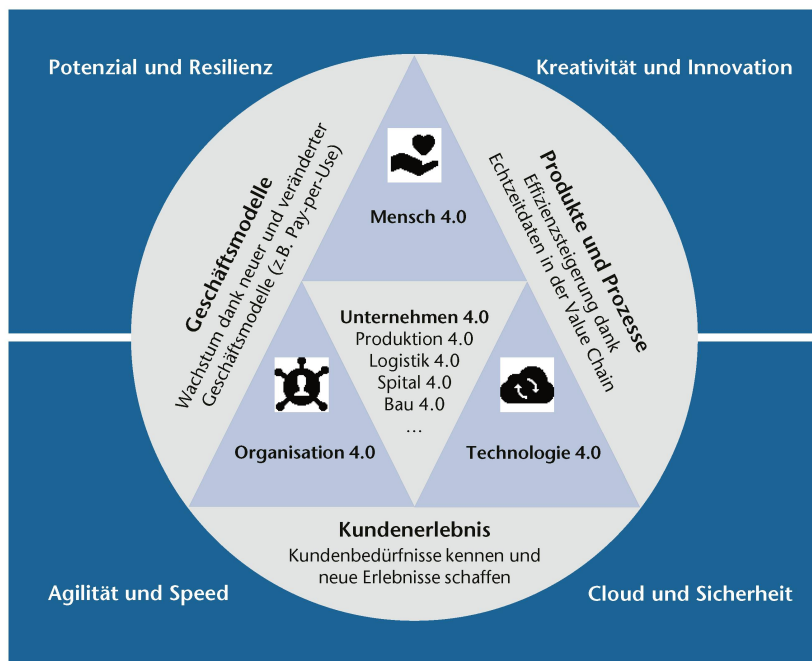 Potenzial und Resilienz
Kreativität und Innovation
Geschäftsmodelle
Wachstum dank neuer und veränderter
Geschäftsmodelle (z.B. Pay-per-Use)
Produkte und Prozesse
Effizienzsteigerung dank
Echtzeitdaten in der Value Chain
Mensch 4.0
Unternehmen 4.0
Produktion 4.0
Logistik 4.0
Spital 4.0
Bau 4.0
...
Organisation 4.0
Technologie 4.0
Kundenerlebnis
Kundenbedürfnisse kennen und
neue Erlebnisse schaffen
Agilität und Speed
Cloud und Sicherheit